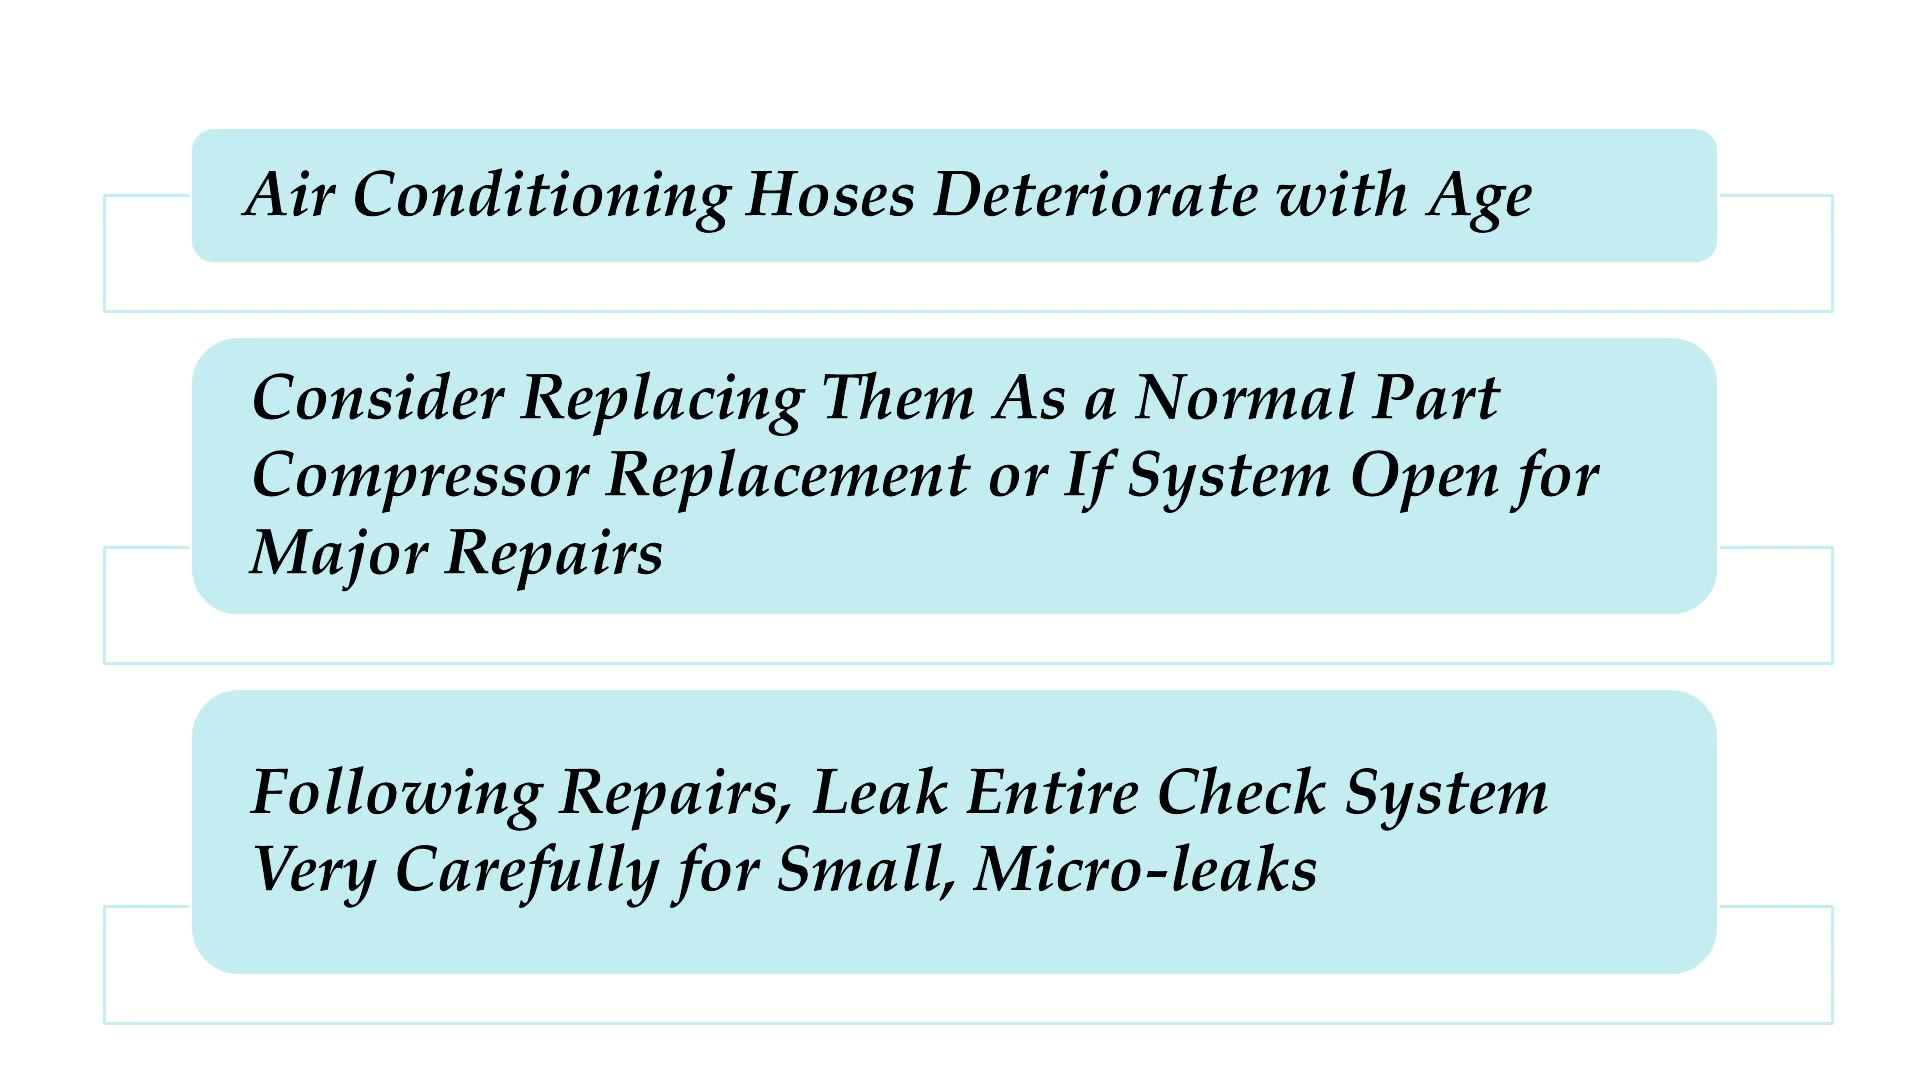 Air Conditioning Hoses Deteriorate with Age
Consider Replacing Them As a Normal Part
Compressor Replacement or If System Open for
Major Repairs
Following Repairs, Leak Entire Check System
Very Carefully for Small, Micro-leaks